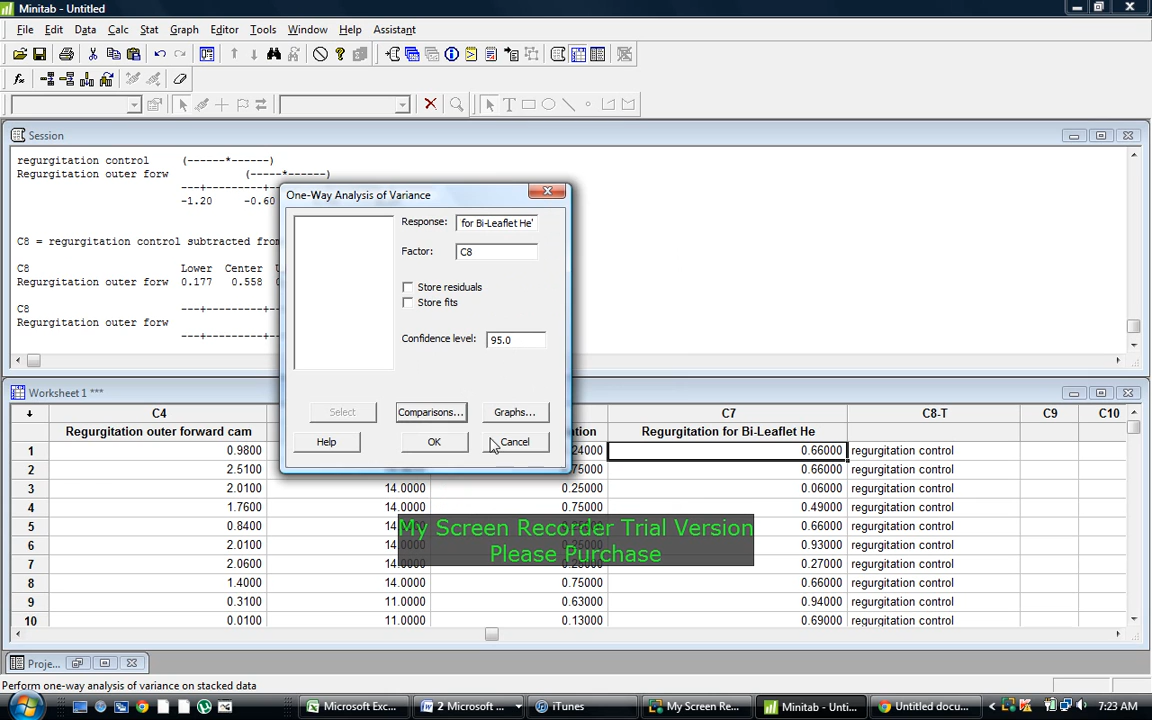 Minitab - Untitled
File Edit Data Calc Stat Graph Editor Tools Window Help Assistant
Session
regurgitation control (------*------)
Regurgitation outer forw (-----*------)
---+---------+-
-1.20 -0.60
C8 = regurgitation control subtracted from
C8 Lower Center
Regurgitation outer forw 0.177 0.558
C8 ---+---------+-
Regurgitation outer forw
---+---------+-
One-Way Analysis of Variance
Response: for Bi-Leaflet He'
Factor: C8
Store residuals
Store fits
Confidence level: 95.0
Select Comparisons... Graphs...
Help OK Cancel
Worksheet 1 ***
C4 C7 C8-T C9 C10
Regurgitation outer forward cam Regurgitation for Bi-Leaflet He
1 0.9800 0.66000 regurgitation control
2 2.5100 0.66000 regurgitation control
3 2.0100 14.0000 0.25000 0.06000 regurgitation control
4 1.7600 14.0000 0.75000 0.49000 regurgitation control
5 0.8400 14.0000 0.66000 regurgitation control
6 2.0100 14.0000 0.93000 regurgitation control
7 2.0600 14.0000 0.27000 regurgitation control
8 1.4000 14.0000 0.75000 0.66000 regurgitation control
9 0.3100 11.0000 0.63000 0.94000 regurgitation control
10 0.0100 11.0000 0.13000 0.69000 regurgitation control
My Screen Recorder Trial Version
Please Purchase
Proje...
Perform one-way analysis of variance on stacked data
Microsoft Exc... 2 Microsoft ... iTunes My Screen Re... Minitab - Unti... Untitled docu... 7:23 AM